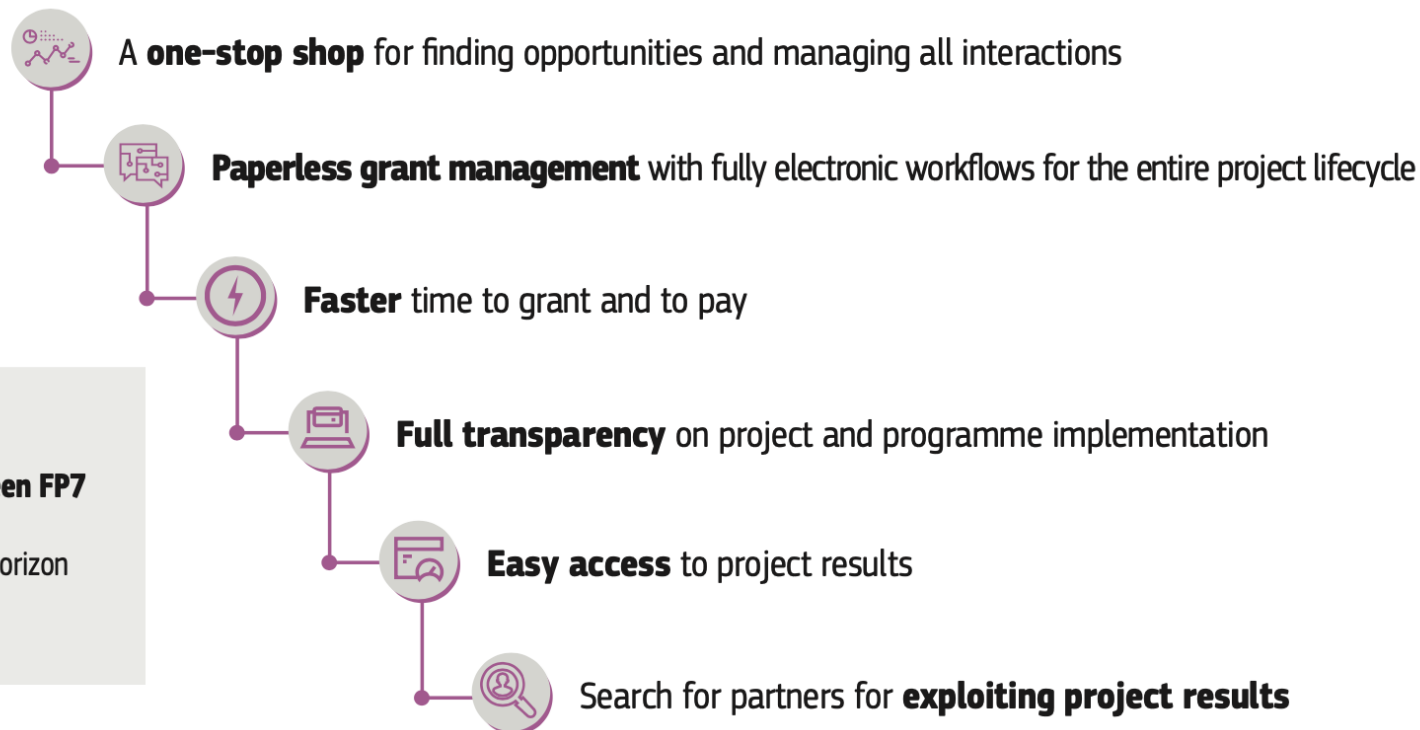 A one-stop shop for finding opportunities and managing all interactions
Paperless grant management with fully electronic workflows for the entire project lifecycle
Faster time to grant and to pay
Full transparency on project and programme implementation
en FP7
orizon
Easy access to project results
Search for partners for exploiting project results